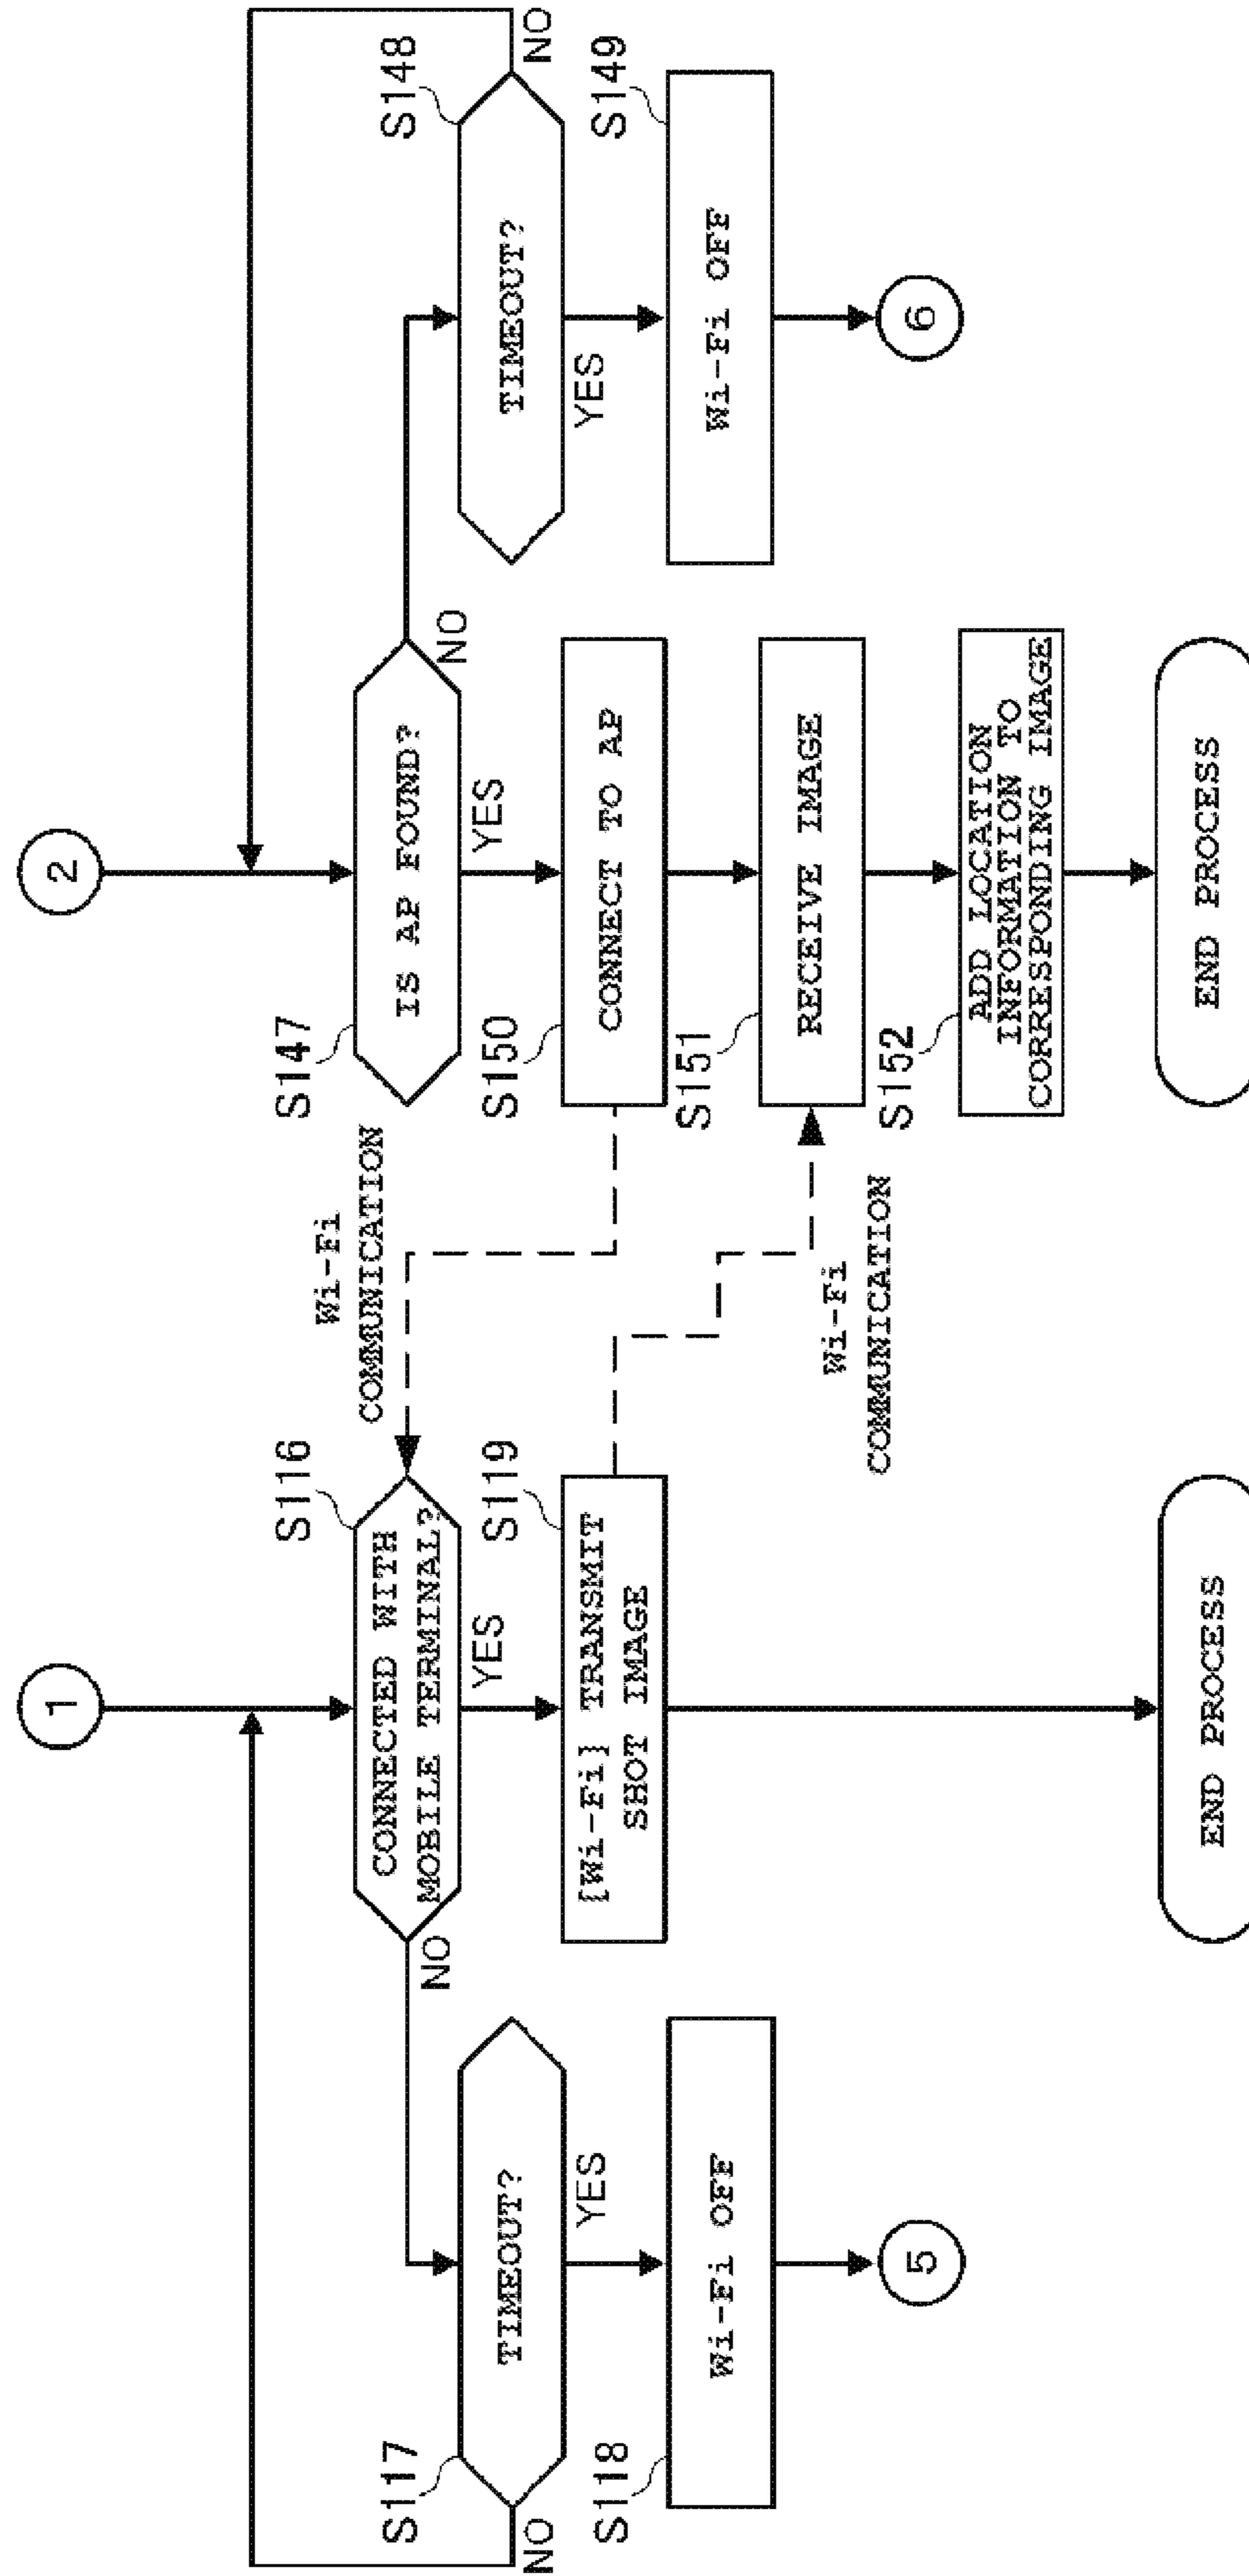 1
S116
CONNECTED WITH
MOBILE TERMINAL?
NO
YES
S117
TIMEOUT?
NO
YES
S118
Wi-Fi OFF
5
S119
[Wi-Fi] TRANSMIT
SHOT IMAGE
END PROCESS
Wi-Fi
COMMUNICATION
Wi-Fi
COMMUNICATION
2
S147
IS AP FOUND?
NO
YES
S148
TIMEOUT?
NO
YES
S149
Wi-Fi OFF
6
S150
CONNECT TO AP
S151
RECEIVE IMAGE
S152
ADD LOCATION
INFORMATION TO
CORRESPONDING IMAGE
END PROCESS